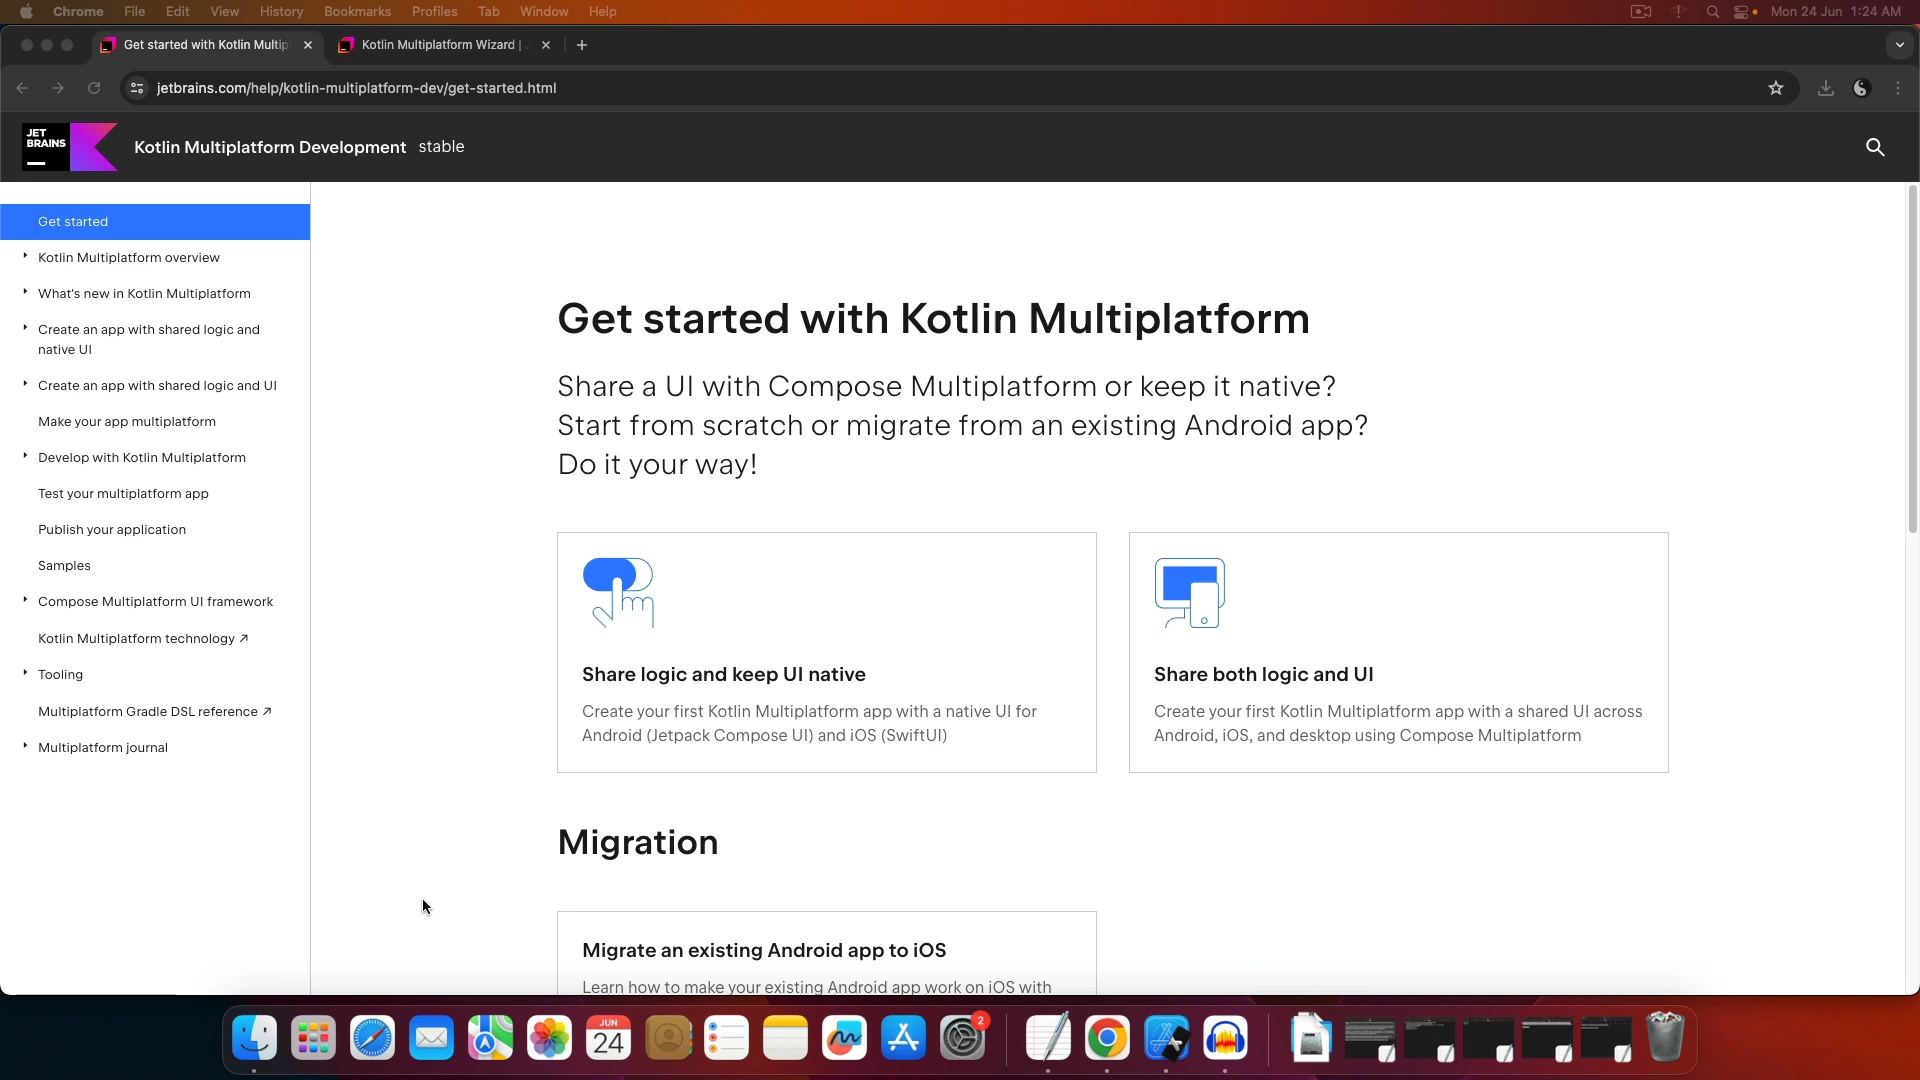 Chrome File Edit View History Bookmarks Profiles Tab Window Help Mon 24 Jun 1:24 AM
Get started with Kotlin Multip Kotlin Multiplatform Wizard |
jetbrains.com/help/kotlin-multiplatform-dev/get-started.html
JET
BRAINS
Kotlin Multiplatform Development stable
Get started
Kotlin Multiplatform overview
What's new in Kotlin Multiplatform
Create an app with shared logic and
native UI
Create an app with shared logic and UI
Make your app multiplatform
Develop with Kotlin Multiplatform
Test your multiplatform app
Publish your application
Samples
Compose Multiplatform UI framework
Kotlin Multiplatform technology ↗
Tooling
Multiplatform Gradle DSL reference ↗
Multiplatform journal
Get started with Kotlin Multiplatform
Share a UI with Compose Multiplatform or keep it native?
Start from scratch or migrate from an existing Android app?
Do it your way!
Share logic and keep UI native
Create your first Kotlin Multiplatform app with a native UI for
Android (Jetpack Compose UI) and iOS (SwiftUI)
Share both logic and UI
Create your first Kotlin Multiplatform app with a shared UI across
Android, iOS, and desktop using Compose Multiplatform
Migration
Migrate an existing Android app to iOS
Learn how to make your existing Android app work on iOS with
JUN
24
2